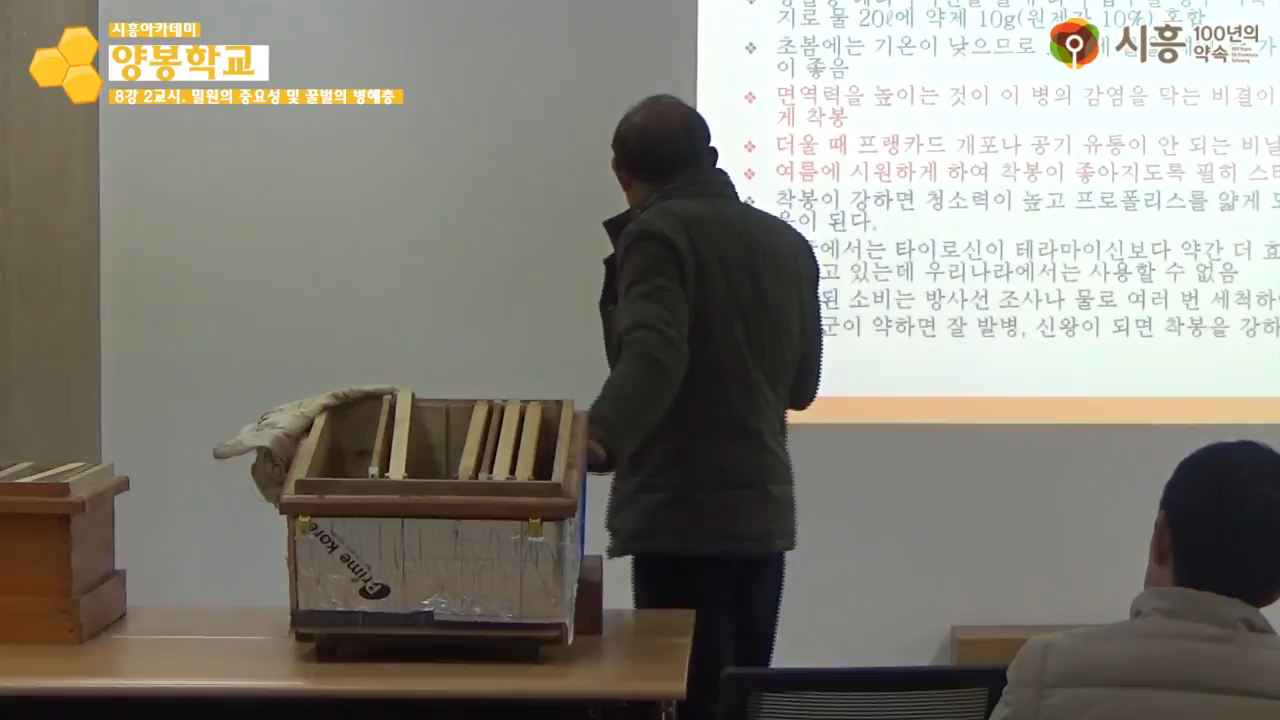 시흥아카데미
양봉학교
8강 2교시. 밀원의 중요성 및 꿀벌의 병해충
시흥 100년의 약속
지로 물 20ℓ에 약제 10g(원제감 10%) 혼합
초봄에는 기온이 낮으므로
이 좋음
면역력을 높이는 것이 이 병의 감염을 막는 비결이
게 착봉
더울 때 프랭카드 개포나 공기 유통이 안 되는 비닐
여름에 시원하게 하여 착봉이 좋아지도록 필히
착봉이 강하면 청소력이 높고 프로폴리스를 얇게
움이 된다.
에서는 타이로신이 테라마이신보다 약간 더 효
고 있는데 우리나라에서는 사용할 수 없음
된 소비는 방사선 조사나 물로 여러 번 세척하
군이 약하면 잘 발병, 신왕이 되면 착봉을 강하
Prime